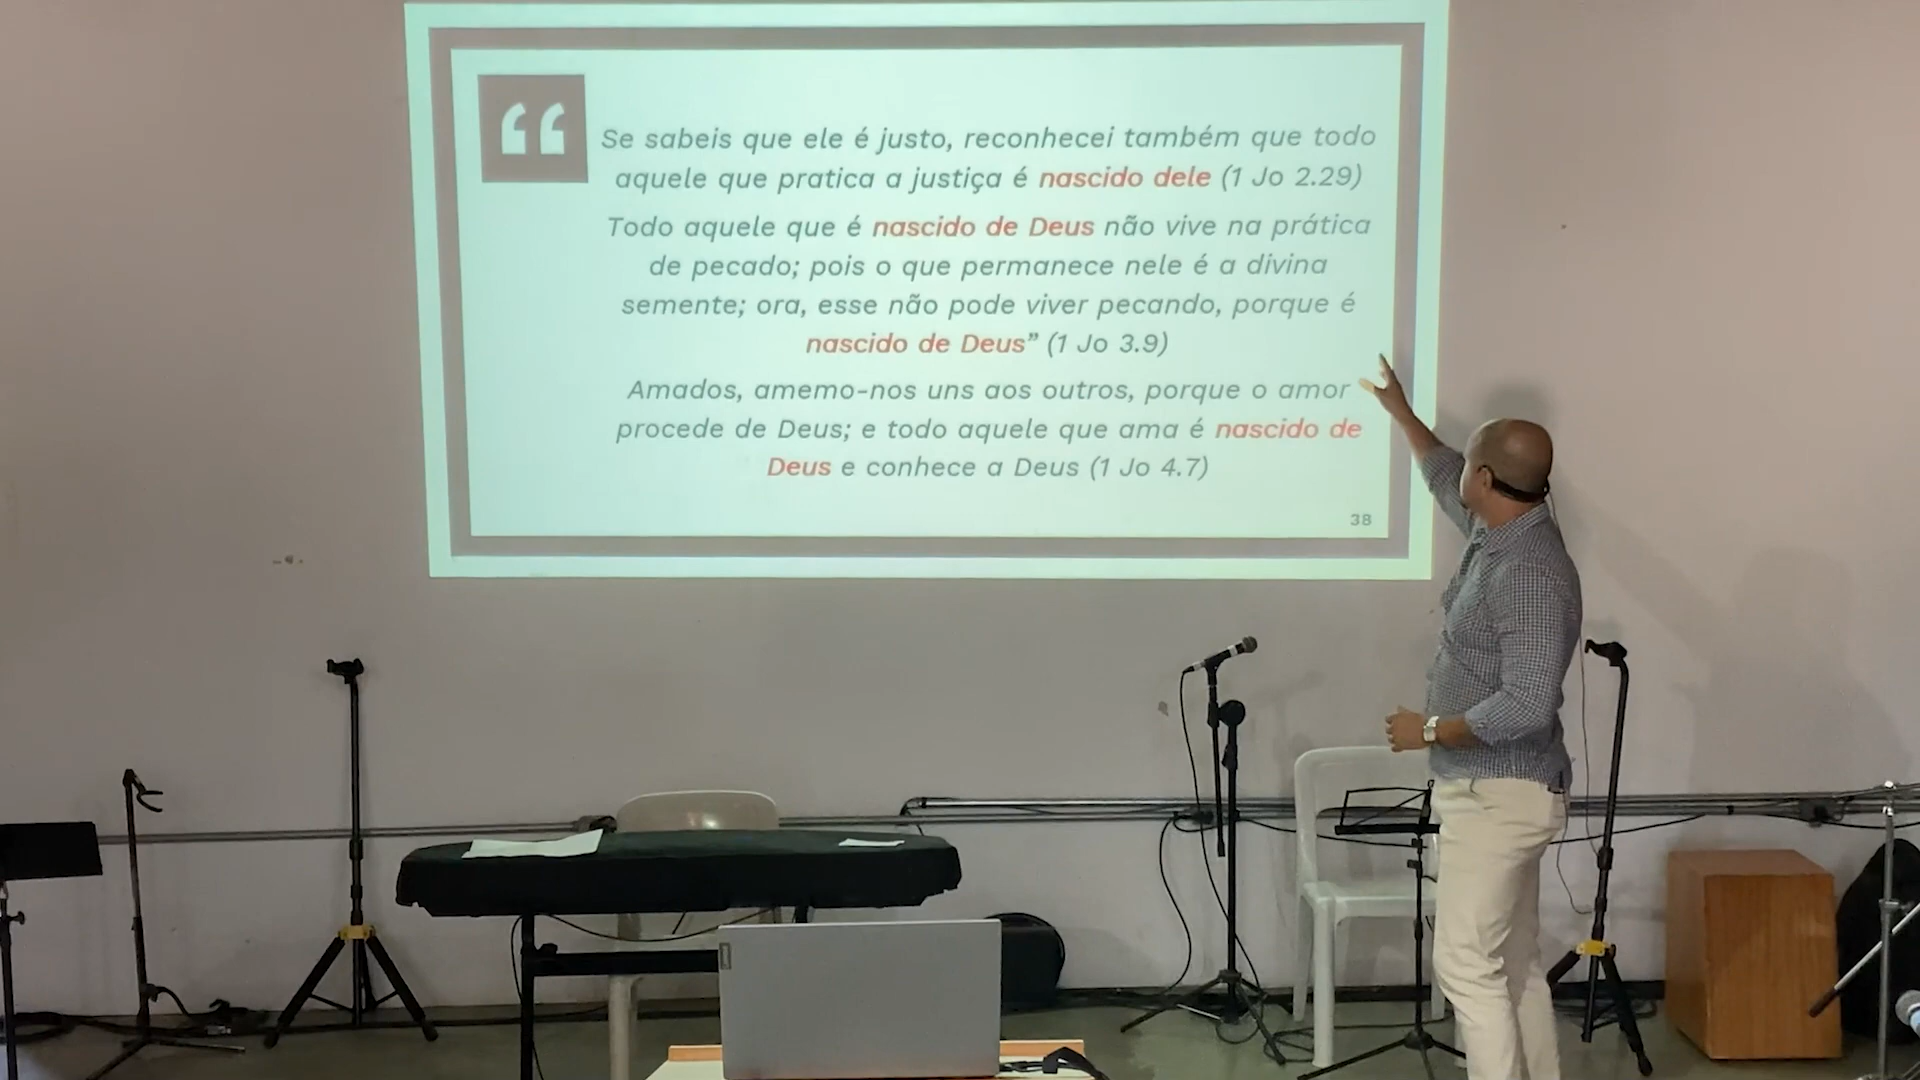 Se sabeis que ele é justo, reconhecei também que todo
aquele que pratica a justiça é nascido dele (1 Jo 2.29)
Todo aquele que é nascido de Deus não vive na prática
de pecado; pois o que permanece nele é a divina
semente; ora, esse não pode viver pecando, porque é
nascido de Deus” (1 Jo 3.9)
Amados, amemo-nos uns aos outros, porque o amor
procede de Deus; e todo aquele que ama é nascido de
Deus e conhece a Deus (1 Jo 4.7)
38